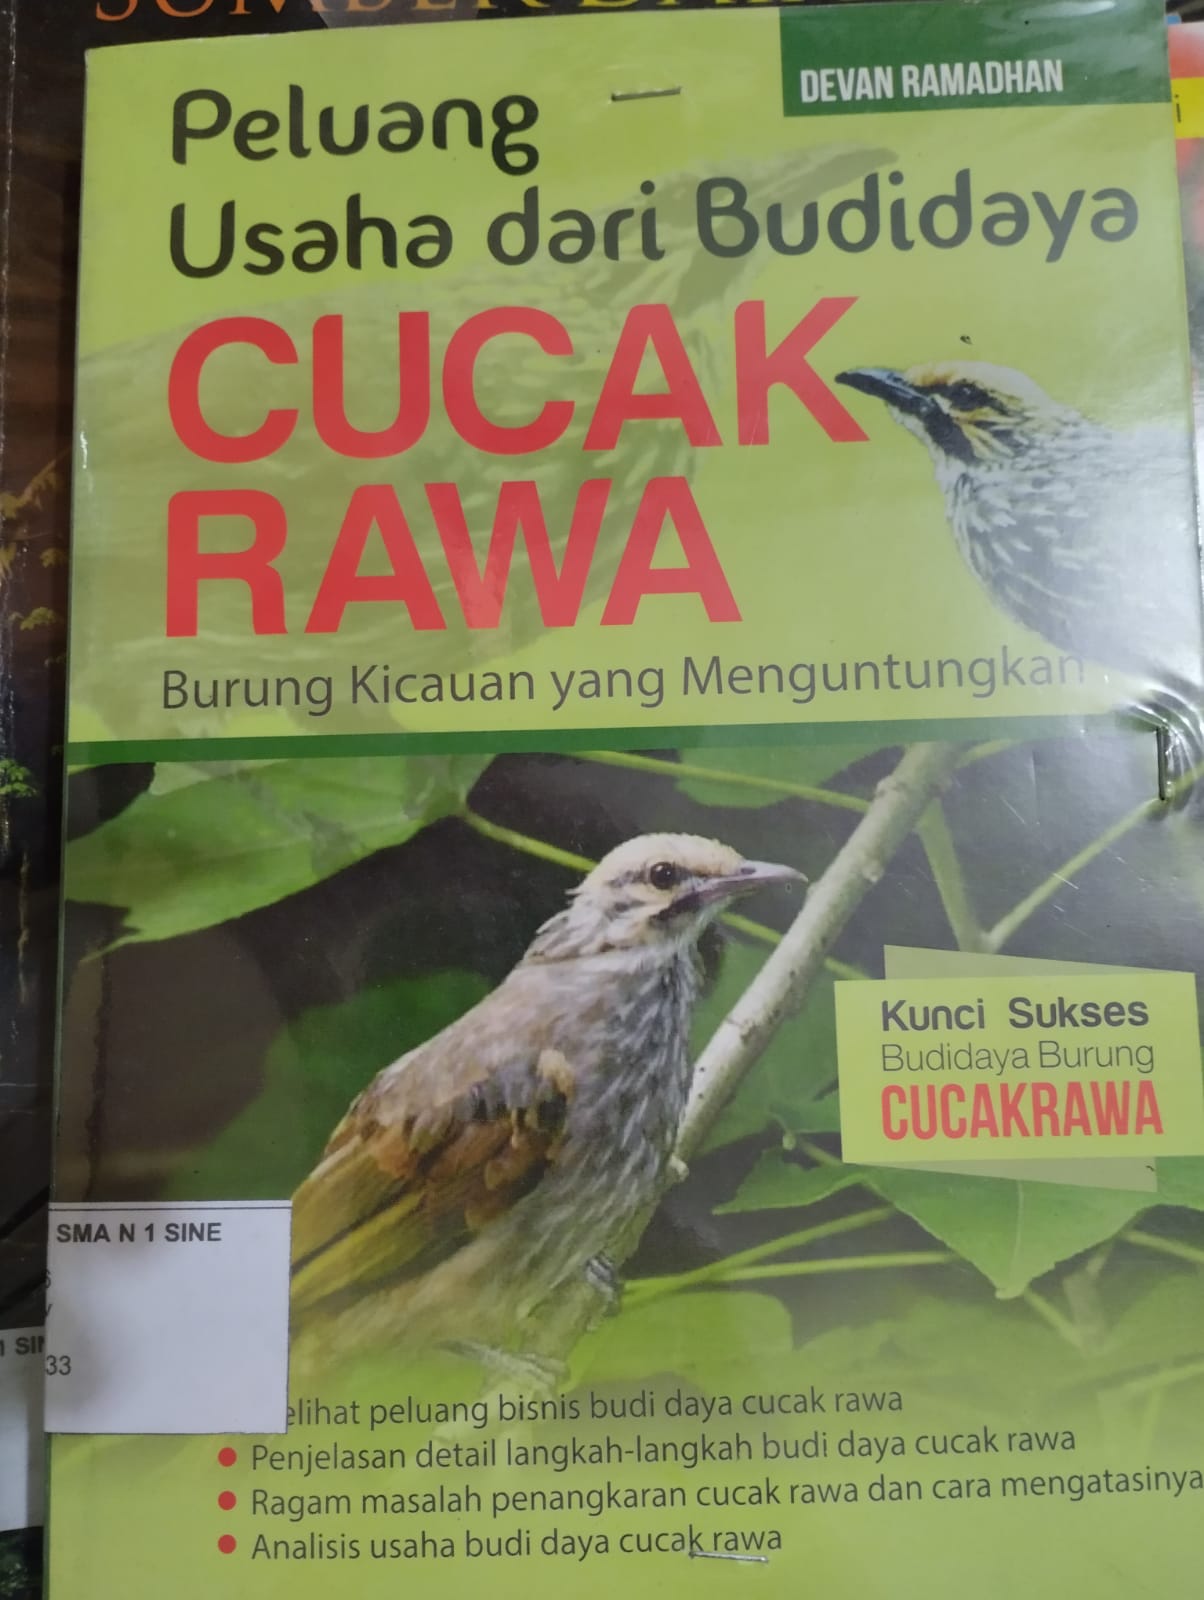 DEVAN RAMADHAN
Peluang
Usaha dari Budidaya
CUCAK
RAWA
Burung Kicauan yang Menguntungkan
Kunci Sukses
Budidaya Burung
CUCAKRAWA
SMA N 1 SINE
33
elihat peluang bisnis budi daya cucak rawa
Penjelasan detail langkah-langkah budi daya cucak rawa
Ragam masalah penangkaran cucak rawa dan cara mengatasinya
Analisis usaha budi daya cucak rawa